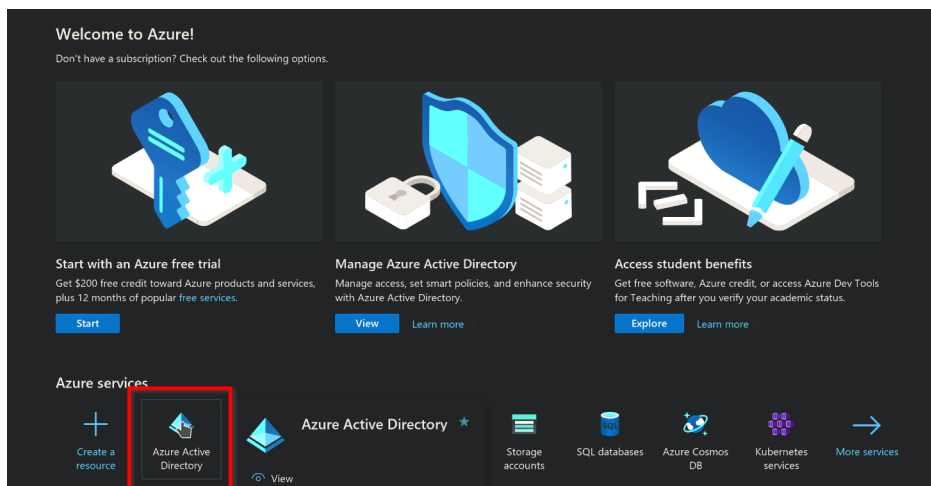 Welcome to Azure!
Don't have a subscription? Check out the following options.
Start with an Azure free trial
Get $200 free credit toward Azure products and services,
plus 12 months of popular free services.
Start
Manage Azure Active Directory
Manage access, set smart policies, and enhance security
with Azure Active Directory.
View
Learn more
Access student benefits
Get free software, Azure credit, or access Azure Dev Tools
for Teaching after you verify your academic status.
Explore
Learn more
Azure services
Create a
resource
Azure Active
Directory
Azure Active Directory
View
Storage
accounts
SQL
SQL databases
Azure Cosmos
DB
Kubernetes
services
More services